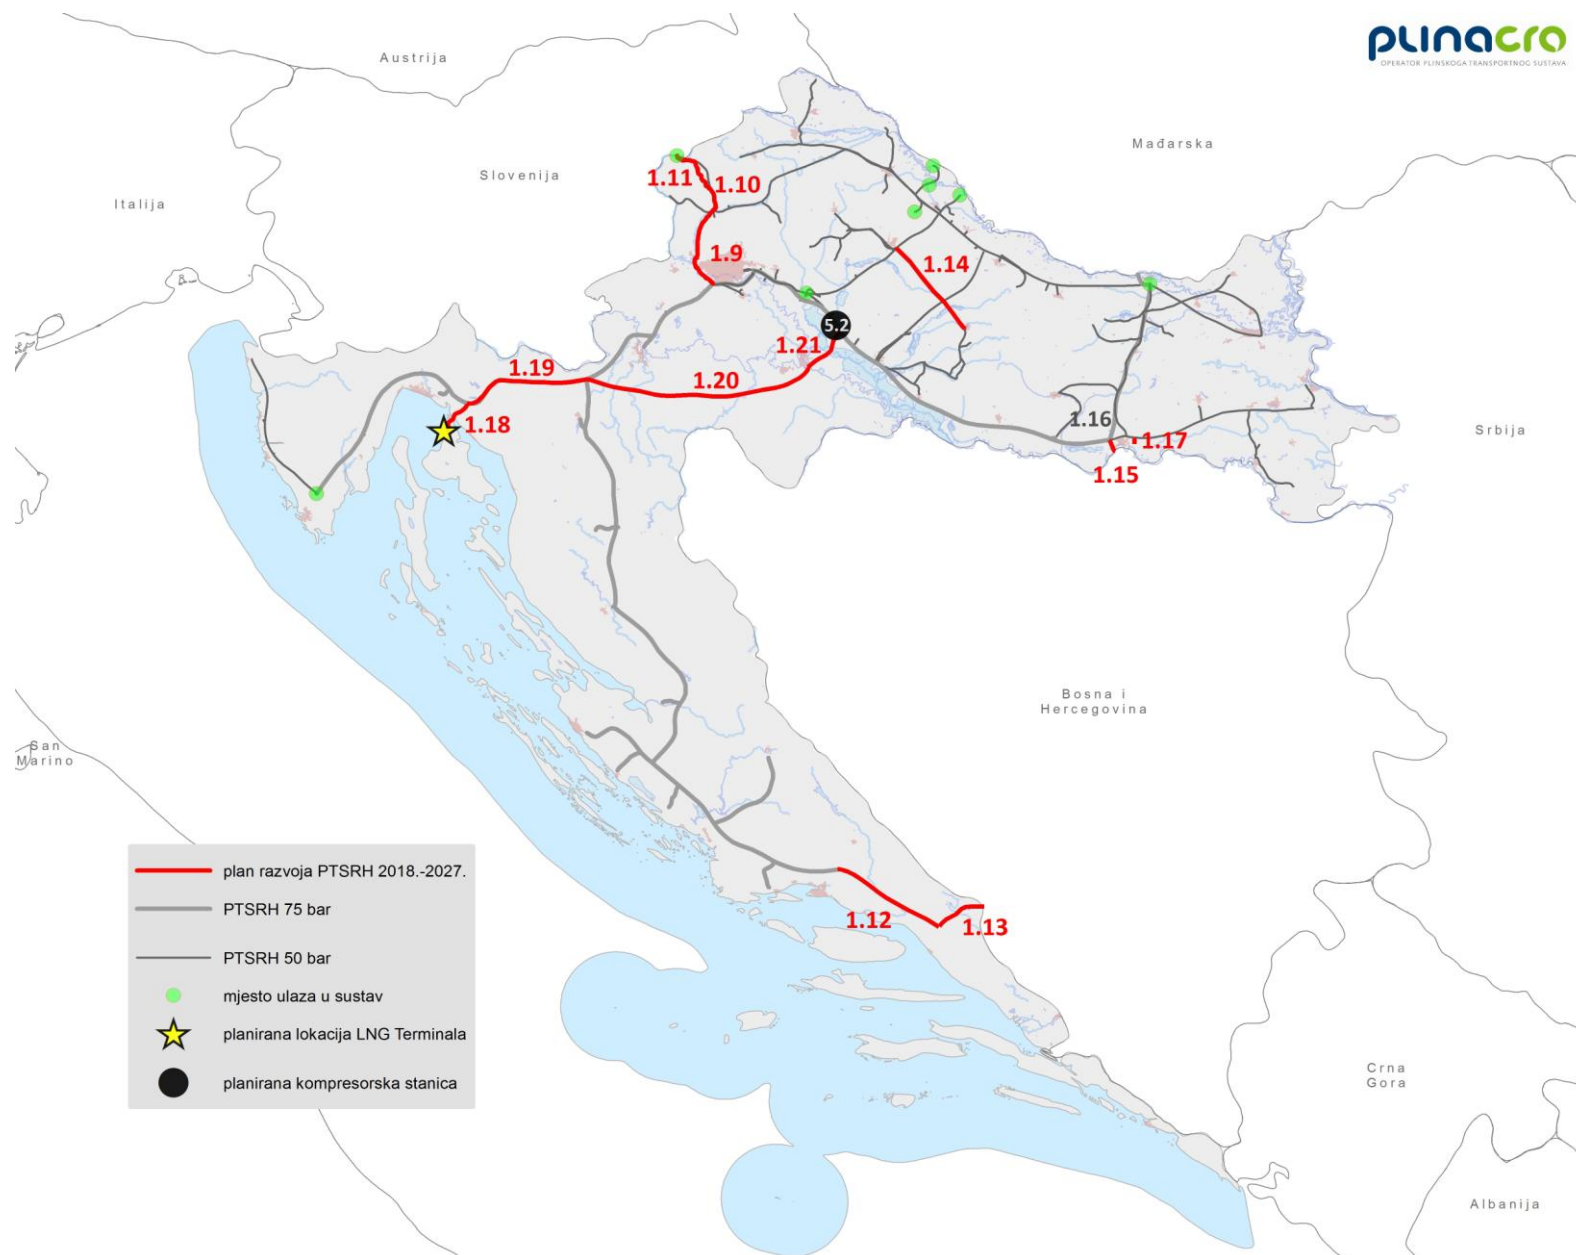 plinacro
OPERATOR PLINSKOGA TRANSPORTNOG SUSTAVA
Austrija
Mađarska
Slovenija
Italija
1.11
1.10
1.9
1.14
5.2
1.21
1.19
1.20
1.18
1.16
1.17
1.15
Srbija
Bosna i
Hercegovina
San
Marino
plan razvoja PTSRH 2018.-2027.
PTSRH 75 bar
PTSRH 50 bar
mjesto ulaza u sustav
planirana lokacija LNG Terminala
planirana kompresorska stanica
1.12
1.13
Crna
Gora
Albanija